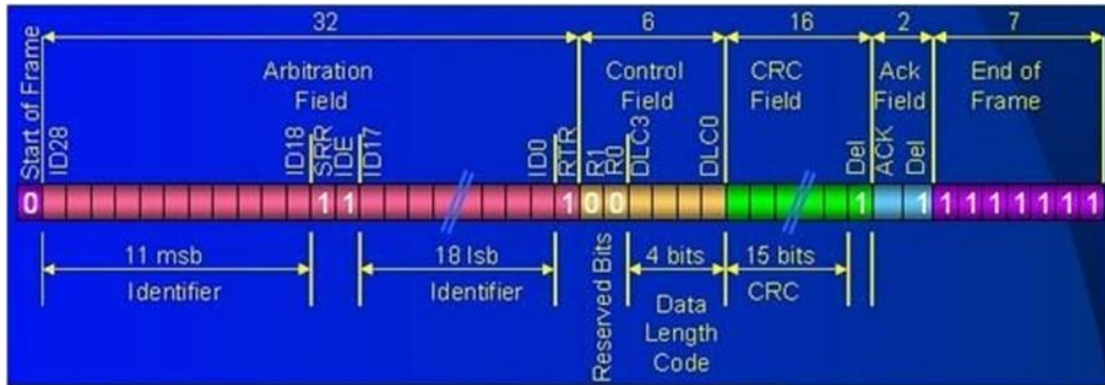 32
6
16
2
7
Start of Frame
Arbitration
Field
Control
Field
CRC
Field
Ack
Field
End of
Frame
ID28
ID18
SRR
IDE
ID17
ID0
RTR
R1
R0
DLC3
DLC0
Del
ACK
Del
0 1 1 1 0 0 1 1 1 1 1 1 1 1 1
11 msb
Identifier
18 lsb
Identifier
Reserved Bits
4 bits
Data
Length
Code
15 bits
CRC